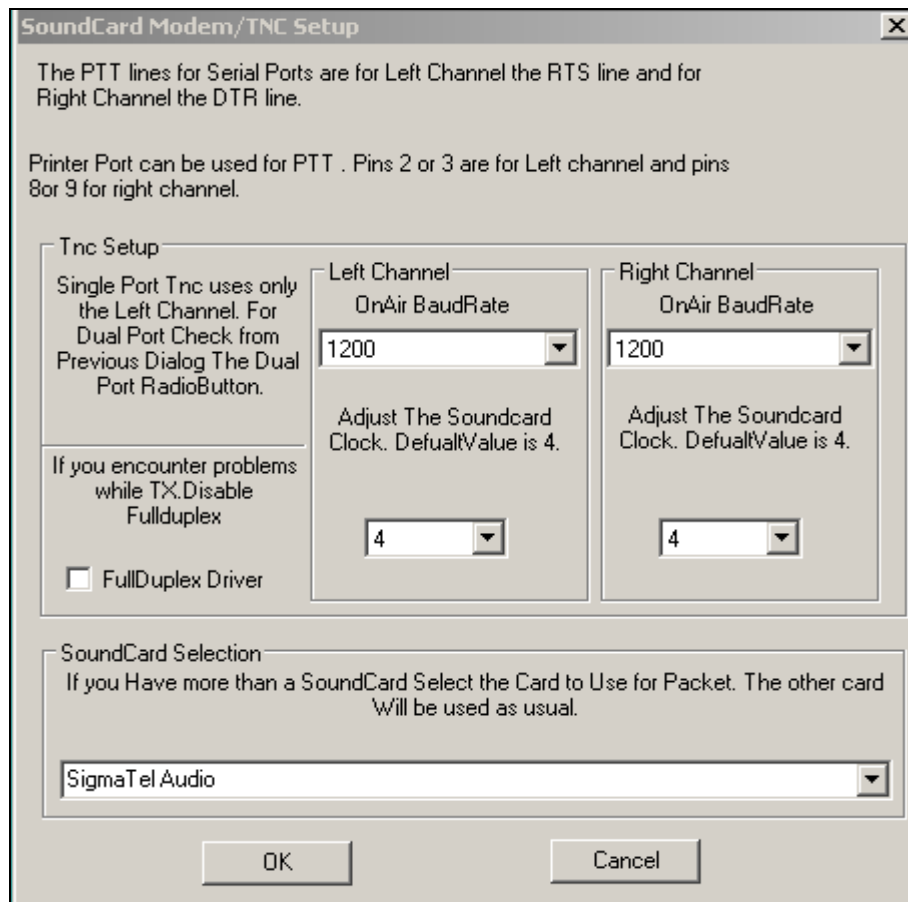 SoundCard Modem/TNC Setup
The PTT lines for Serial Ports are for Left Channel the RTS line and for
Right Channel the DTR line.
Printer Port can be used for PTT . Pins 2 or 3 are for Left channel and pins
8or 9 for right channel.
Tnc Setup
Single Port Tnc uses only
the Left Channel. For
Dual Port Check from
Previous Dialog The Dual
Port RadioButton.
If you encounter problems
while TX.Disable
Fullduplex
FullDuplex Driver
Left Channel
OnAir BaudRate
1200
Adjust The Soundcard
Clock. DefualtValue is 4.
4
Right Channel
OnAir BaudRate
1200
Adjust The Soundcard
Clock. DefualtValue is 4.
4
SoundCard Selection
If you Have more than a SoundCard Select the Card to Use for Packet. The other card
Will be used as usual.
SigmaTel Audio
OK
Cancel